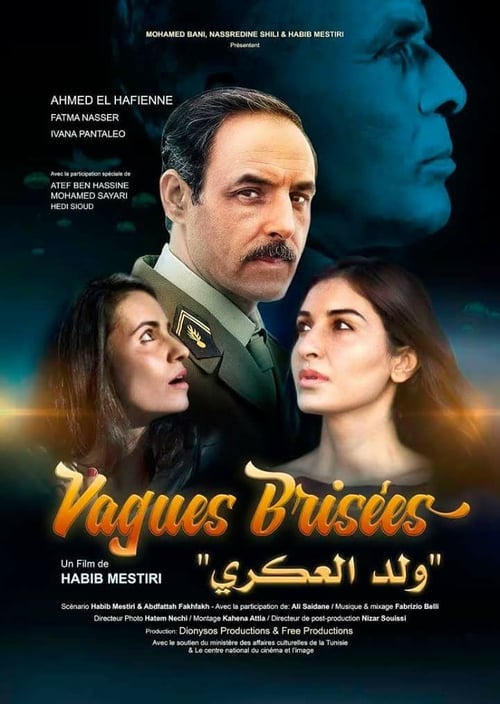 MOHAMED BANI, NASSREDINE SHILI & HABIB MESTIRI
Présentent
AHMED EL HAFIENNE
FATMA NASSER
IVANA PANTALEO
Avec la participation spéciale de
ATEF BEN HASSINE
MOHAMED SAYARI
HEDI SIOUD
Vagues Brisées
"ولد العكري"
Un Film de
HABIB MESTIRI
Scénario Habib Mestiri & Abdfattah Fakhfakh - Avec la participation de: Ali Saidane / Musique & mixage Fabrizio Belli
Directeur Photo Hatem Nechi / Montage Kahena Attia / Directeur de post-production Nizar Souissi
Production: Dionysos Productions & Free Productions
Avec le soutien du ministère des affaires culturelles de la Tunisie
& Le centre national du cinéma et l'image